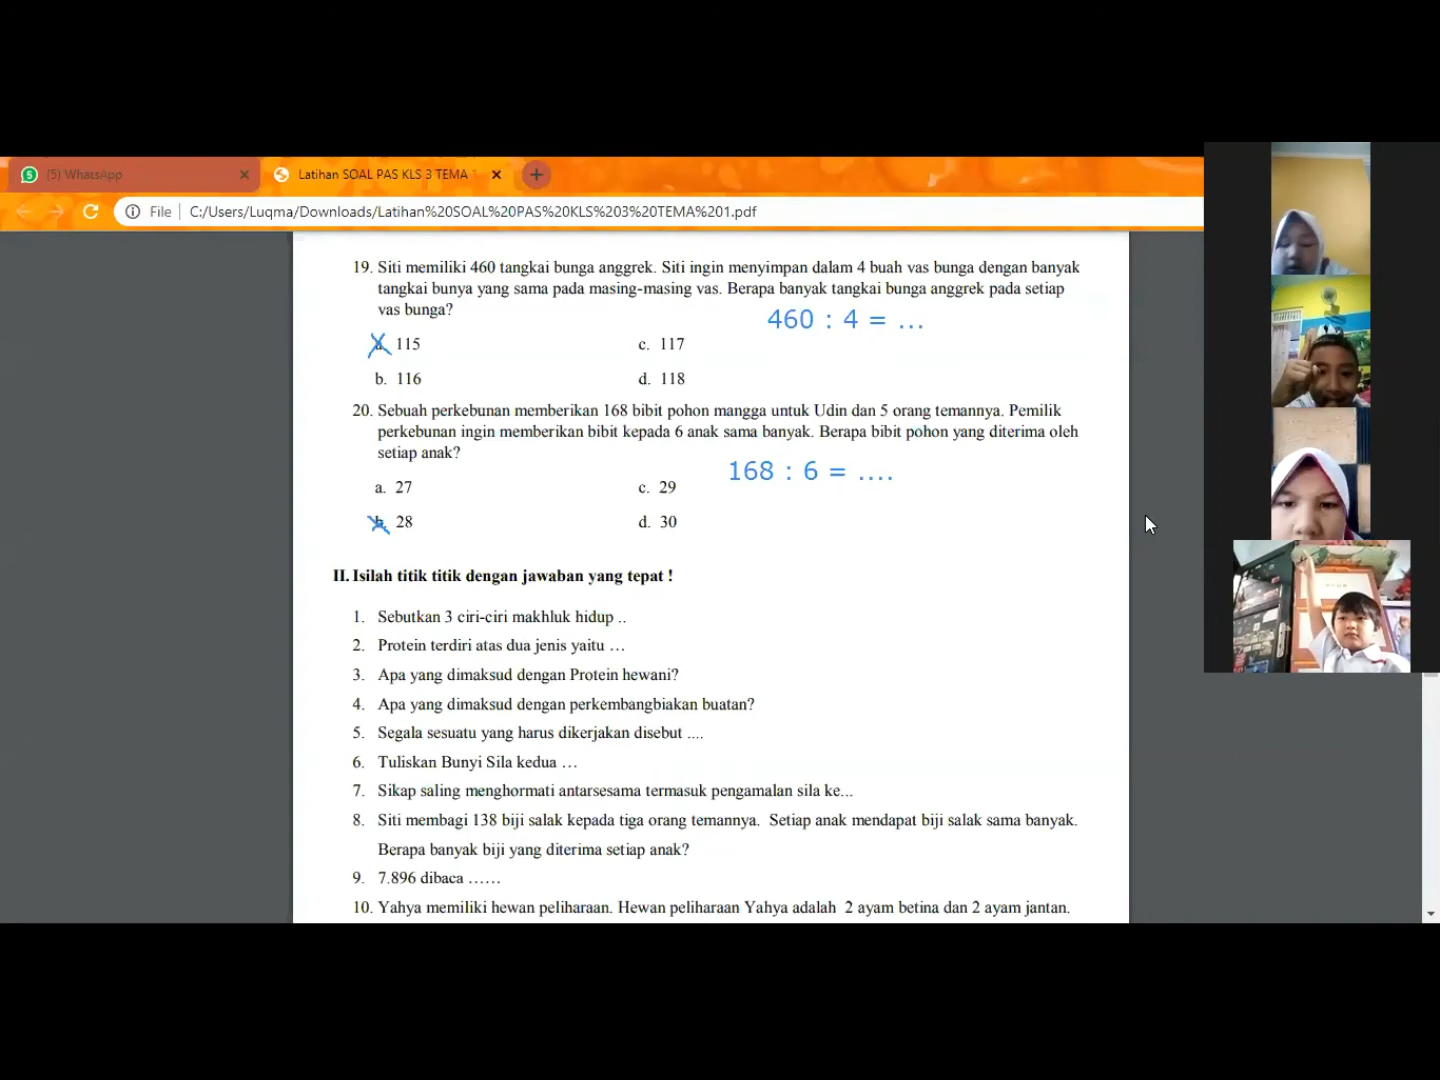 (5) WhatsApp
Latihan SOAL PAS KLS 3 TEMA 1
File
C:/Users/Luqma/Downloads/Latihan%20SOAL%20PAS%20KLS%203%20TEMA%201.pdf
19. Siti memiliki 460 tangkai bunga anggrek. Siti ingin menyimpan dalam 4 buah vas bunga dengan banyak
tangkai bunya yang sama pada masing-masing vas. Berapa banyak tangkai bunga anggrek pada setiap
vas bunga?
460 : 4 = ...
a. 115
c. 117
b. 116
d. 118
20. Sebuah perkebunan memberikan 168 bibit pohon mangga untuk Udin dan 5 orang temannya. Pemilik
perkebunan ingin memberikan bibit kepada 6 anak sama banyak. Berapa bibit pohon yang diterima oleh
setiap anak?
168 : 6 = ....
a. 27
c. 29
b. 28
d. 30
II. Isilah titik titik dengan jawaban yang tepat !
1. Sebutkan 3 ciri-ciri makhluk hidup ..
2. Protein terdiri atas dua jenis yaitu …
3. Apa yang dimaksud dengan Protein hewani?
4. Apa yang dimaksud dengan perkembangbiakan buatan?
5. Segala sesuatu yang harus dikerjakan disebut ....
6. Tuliskan Bunyi Sila kedua …
7. Sikap saling menghormati antarsesama termasuk pengamalan sila ke...
8. Siti membagi 138 biji salak kepada tiga orang temannya. Setiap anak mendapat biji salak sama banyak.
Berapa banyak biji yang diterima setiap anak?
9. 7.896 dibaca ……
10. Yahya memiliki hewan peliharaan. Hewan peliharaan Yahya adalah 2 ayam betina dan 2 ayam jantan.